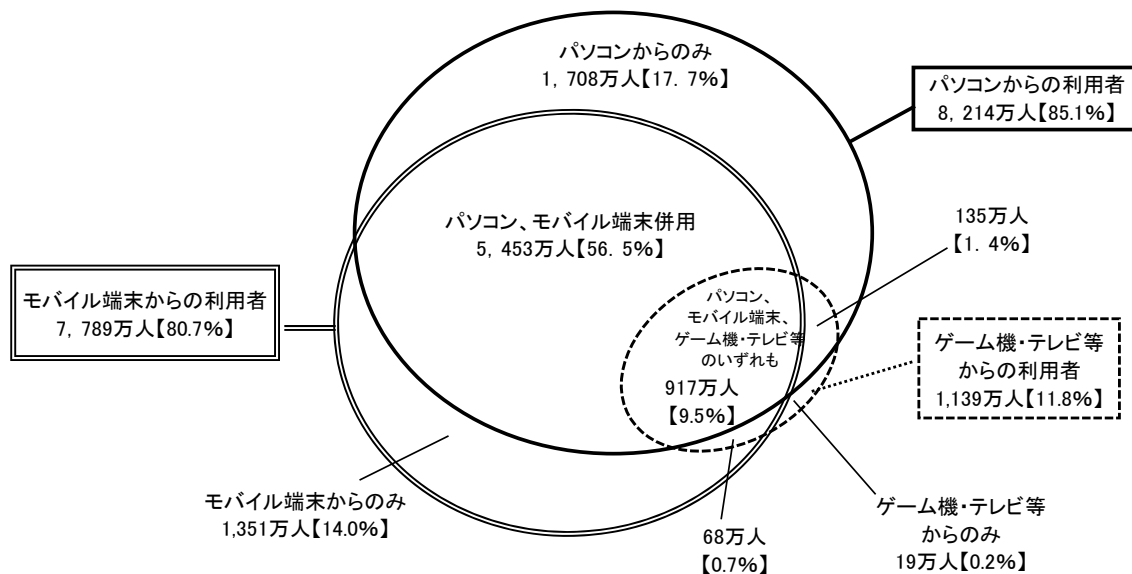 パソコンからのみ
1, 708万人【17. 7%】
パソコンからの利用者
8, 214万人【85.1%】
パソコン、モバイル端末併用
5, 453万人【56. 5%】
135万人
【1. 4%】
モバイル端末からの利用者
7, 789万人【80.7%】
パソコン、
モバイル端末、
ゲーム機・テレビ等
のいずれも
917万人
【9.5%】
ゲーム機・テレビ等
からの利用者
1,139万人【11.8%】
モバイル端末からのみ
1,351万人【14.0%】
68万人
【0.7%】
ゲーム機・テレビ等
からのみ
19万人【0.2%】